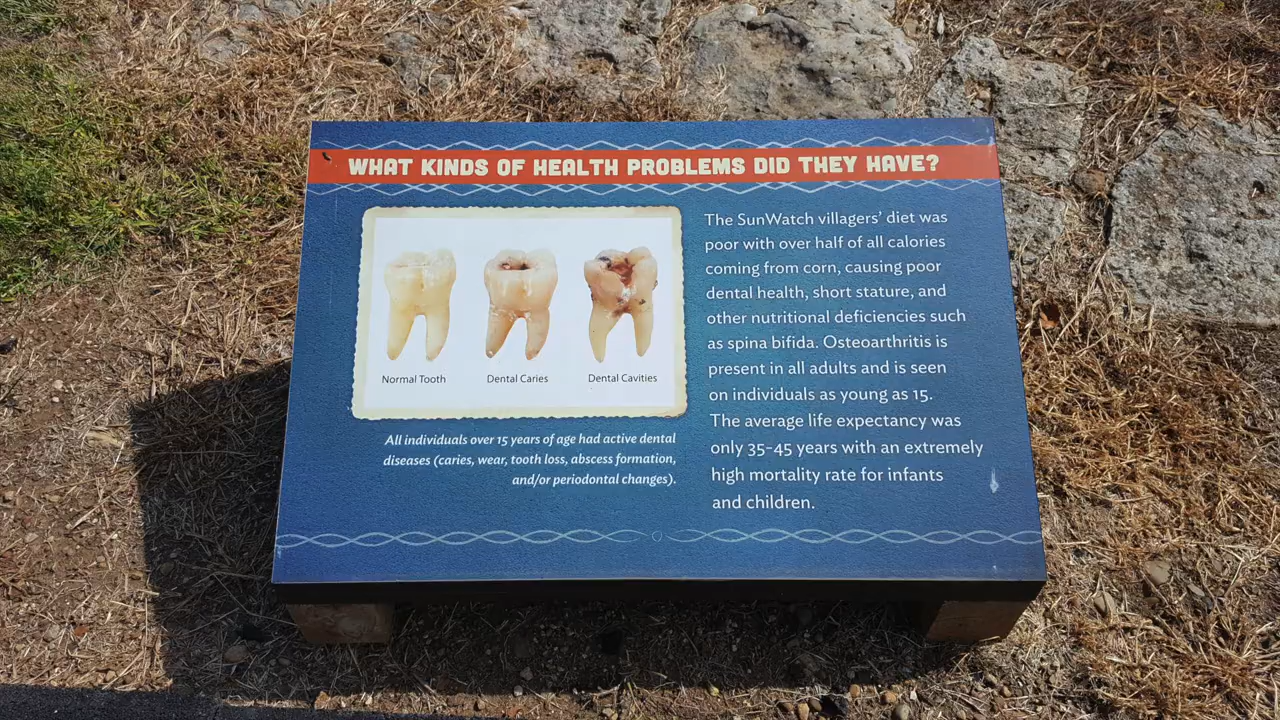 WHAT KINDS OF HEALTH PROBLEMS DID THEY HAVE?
Normal Tooth
Dental Caries
Dental Cavities
All individuals over 15 years of age had active dental
diseases (caries, wear, tooth loss, abscess formation,
and/or periodontal changes).
The SunWatch villagers' diet was
poor with over half of all calories
coming from corn, causing poor
dental health, short stature, and
other nutritional deficiencies such
as spina bifida. Osteoarthritis is
present in all adults and is seen
on individuals as young as 15.
The average life expectancy was
only 35-45 years with an extremely
high mortality rate for infants
and children.